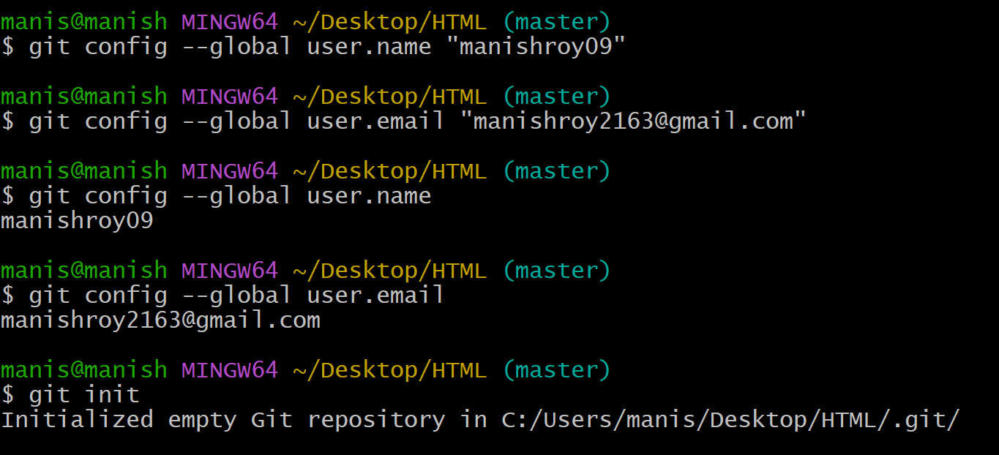 manis@manish MINGW64 ~/Desktop/HTML (master)
$ git config --global user.name "manishroy09"
manis@manish MINGW64 ~/Desktop/HTML (master)
$ git config --global user.email "manishroy2163@gmail.com"
manis@manish MINGW64 ~/Desktop/HTML (master)
$ git config --global user.name
manishroy09
manis@manish MINGW64 ~/Desktop/HTML (master)
$ git config --global user.email
manishroy2163@gmail.com
manis@manish MINGW64 ~/Desktop/HTML (master)
$ git init
Initialized empty Git repository in C:/Users/manis/Desktop/HTML/.git/